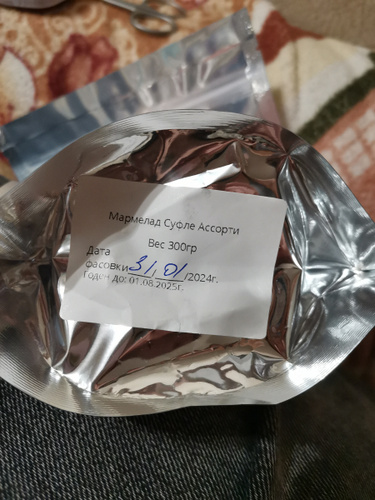 Мармелад Суфле Ассорти
Вес 300гр
Дата
фасовки 31, 01 /2024г.
Годен до: 01.08.2025г.